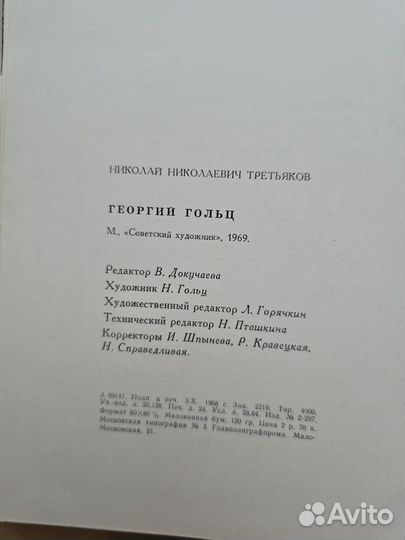 НИКОЛАЙ НИКОЛАЕВИЧ ТРЕТЬЯКОВ
ГЕОРГИЙ ГОЛЬЦ
М., «Советский художник», 1969.
Редактор В. Докучаева
Художник Н. Гольц
Художественный редактор Л. Горячкин
Технический редактор Н. Пташкина
Корректоры И. Шпынева, Р. Кравецкая,
Н. Справедливая.
А 09141. Подп. к печ. 3/X. 1968 г. Зак. 2219. Тир. 4000.
Уч.-изд. л. 20,138. Печ. л. 24. Усл. л. 26,64. Изд. № 2-297.
Формат 60×80 ¹/₈. Мелованная бум. 120 гр. Цена 2 р. 70 к.
Московская типография № 5 Главполиграфпрома. Мало-
Московская, 21.
Avito